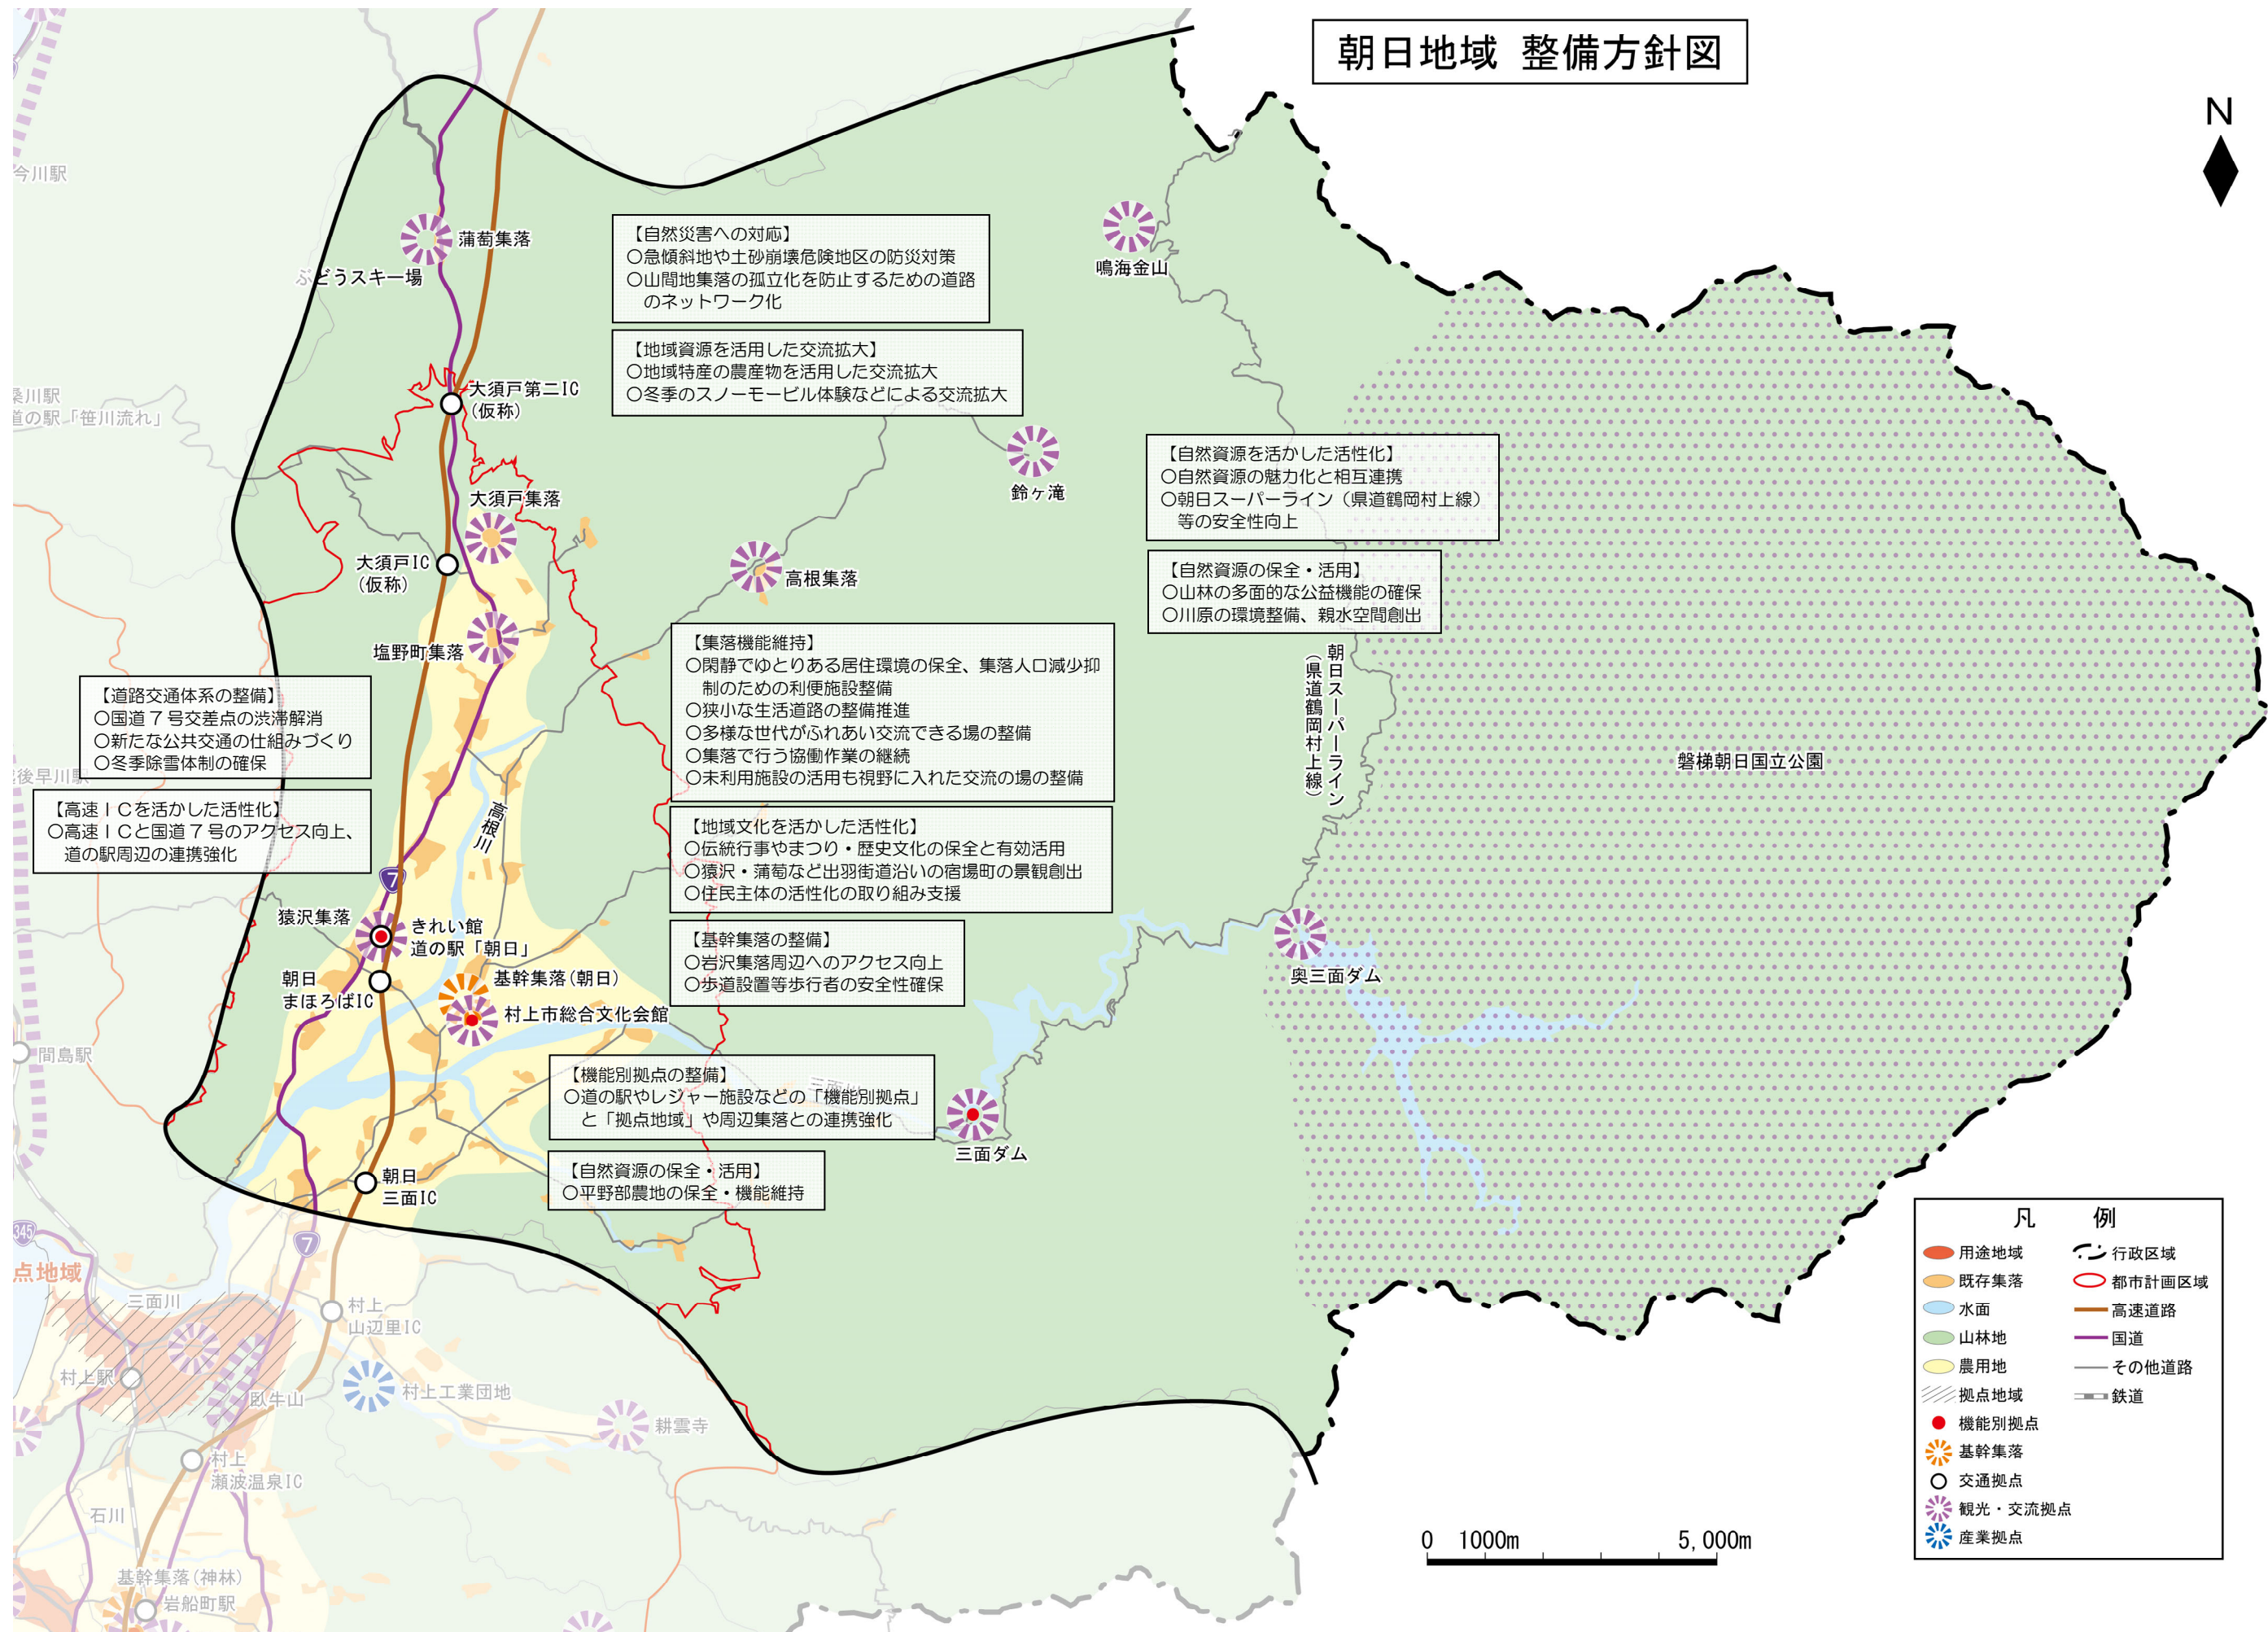 朝日地域 整備方針図
N
今川駅
蒲萄集落
ぶどうスキー場
【自然災害への対応】
○急傾斜地や土砂崩壊危険地区の防災対策
○山間地集落の孤立化を防止するための道路
のネットワーク化
鳴海金山
【地域資源を活用した交流拡大】
○地域特産の農産物を活用した交流拡大
○冬季のスノーモービル体験などによる交流拡大
桑川駅
道の駅「笹川流れ」
大須戸第二IC
(仮称)
大須戸集落
鈴ヶ滝
【自然資源を活かした活性化】
○自然資源の魅力化と相互連携
○朝日スーパーライン（県道鶴岡村上線）
等の安全性向上
大須戸IC
(仮称)
高根集落
【自然資源の保全・活用】
○山林の多面的な公益機能の確保
○川原の環境整備、親水空間創出
塩野町集落
【集落機能維持】
○閑静でゆとりある居住環境の保全、集落人口減少抑
制のための利便施設整備
○狭小な生活道路の整備推進
○多様な世代がふれあい交流できる場の整備
○集落で行う協働作業の継続
○未利用施設の活用も視野に入れた交流の場の整備
朝日スーパーライン
（県道鶴岡村上線）
【道路交通体系の整備】
○国道７号交差点の渋滞解消
○新たな公共交通の仕組みづくり
○冬季除雪体制の確保
後早川駅
磐梯朝日国立公園
【高速ＩＣを活かした活性化】
○高速ＩＣと国道７号のアクセス向上、
道の駅周辺の連携強化
高根川
【地域文化を活かした活性化】
○伝統行事やまつり・歴史文化の保全と有効活用
○猿沢・蒲萄など出羽街道沿いの宿場町の景観創出
○住民主体の活性化の取り組み支援
7
猿沢集落
きれい館
道の駅「朝日」
【基幹集落の整備】
○岩沢集落周辺へのアクセス向上
○歩道設置等歩行者の安全性確保
朝日
まほろばIC
基幹集落(朝日)
村上市総合文化会館
奥三面ダム
間島駅
【機能別拠点の整備】
○道の駅やレジャー施設などの「機能別拠点」
と「拠点地域」や周辺集落との連携強化
三面川
三面ダム
朝日
三面IC
【自然資源の保全・活用】
○平野部農地の保全・機能維持
345
7
点地域
三面川
村上
山辺里IC
村上駅
臥牛山
村上工業団地
耕雲寺
村上
瀬波温泉IC
石川
基幹集落(神林)
岩船町駅
0 1000m 5,000m
凡 例
用途地域
既存集落
水面
山林地
農用地
拠点地域
機能別拠点
基幹集落
交通拠点
観光・交流拠点
産業拠点
行政区域
都市計画区域
高速道路
国道
その他道路
鉄道